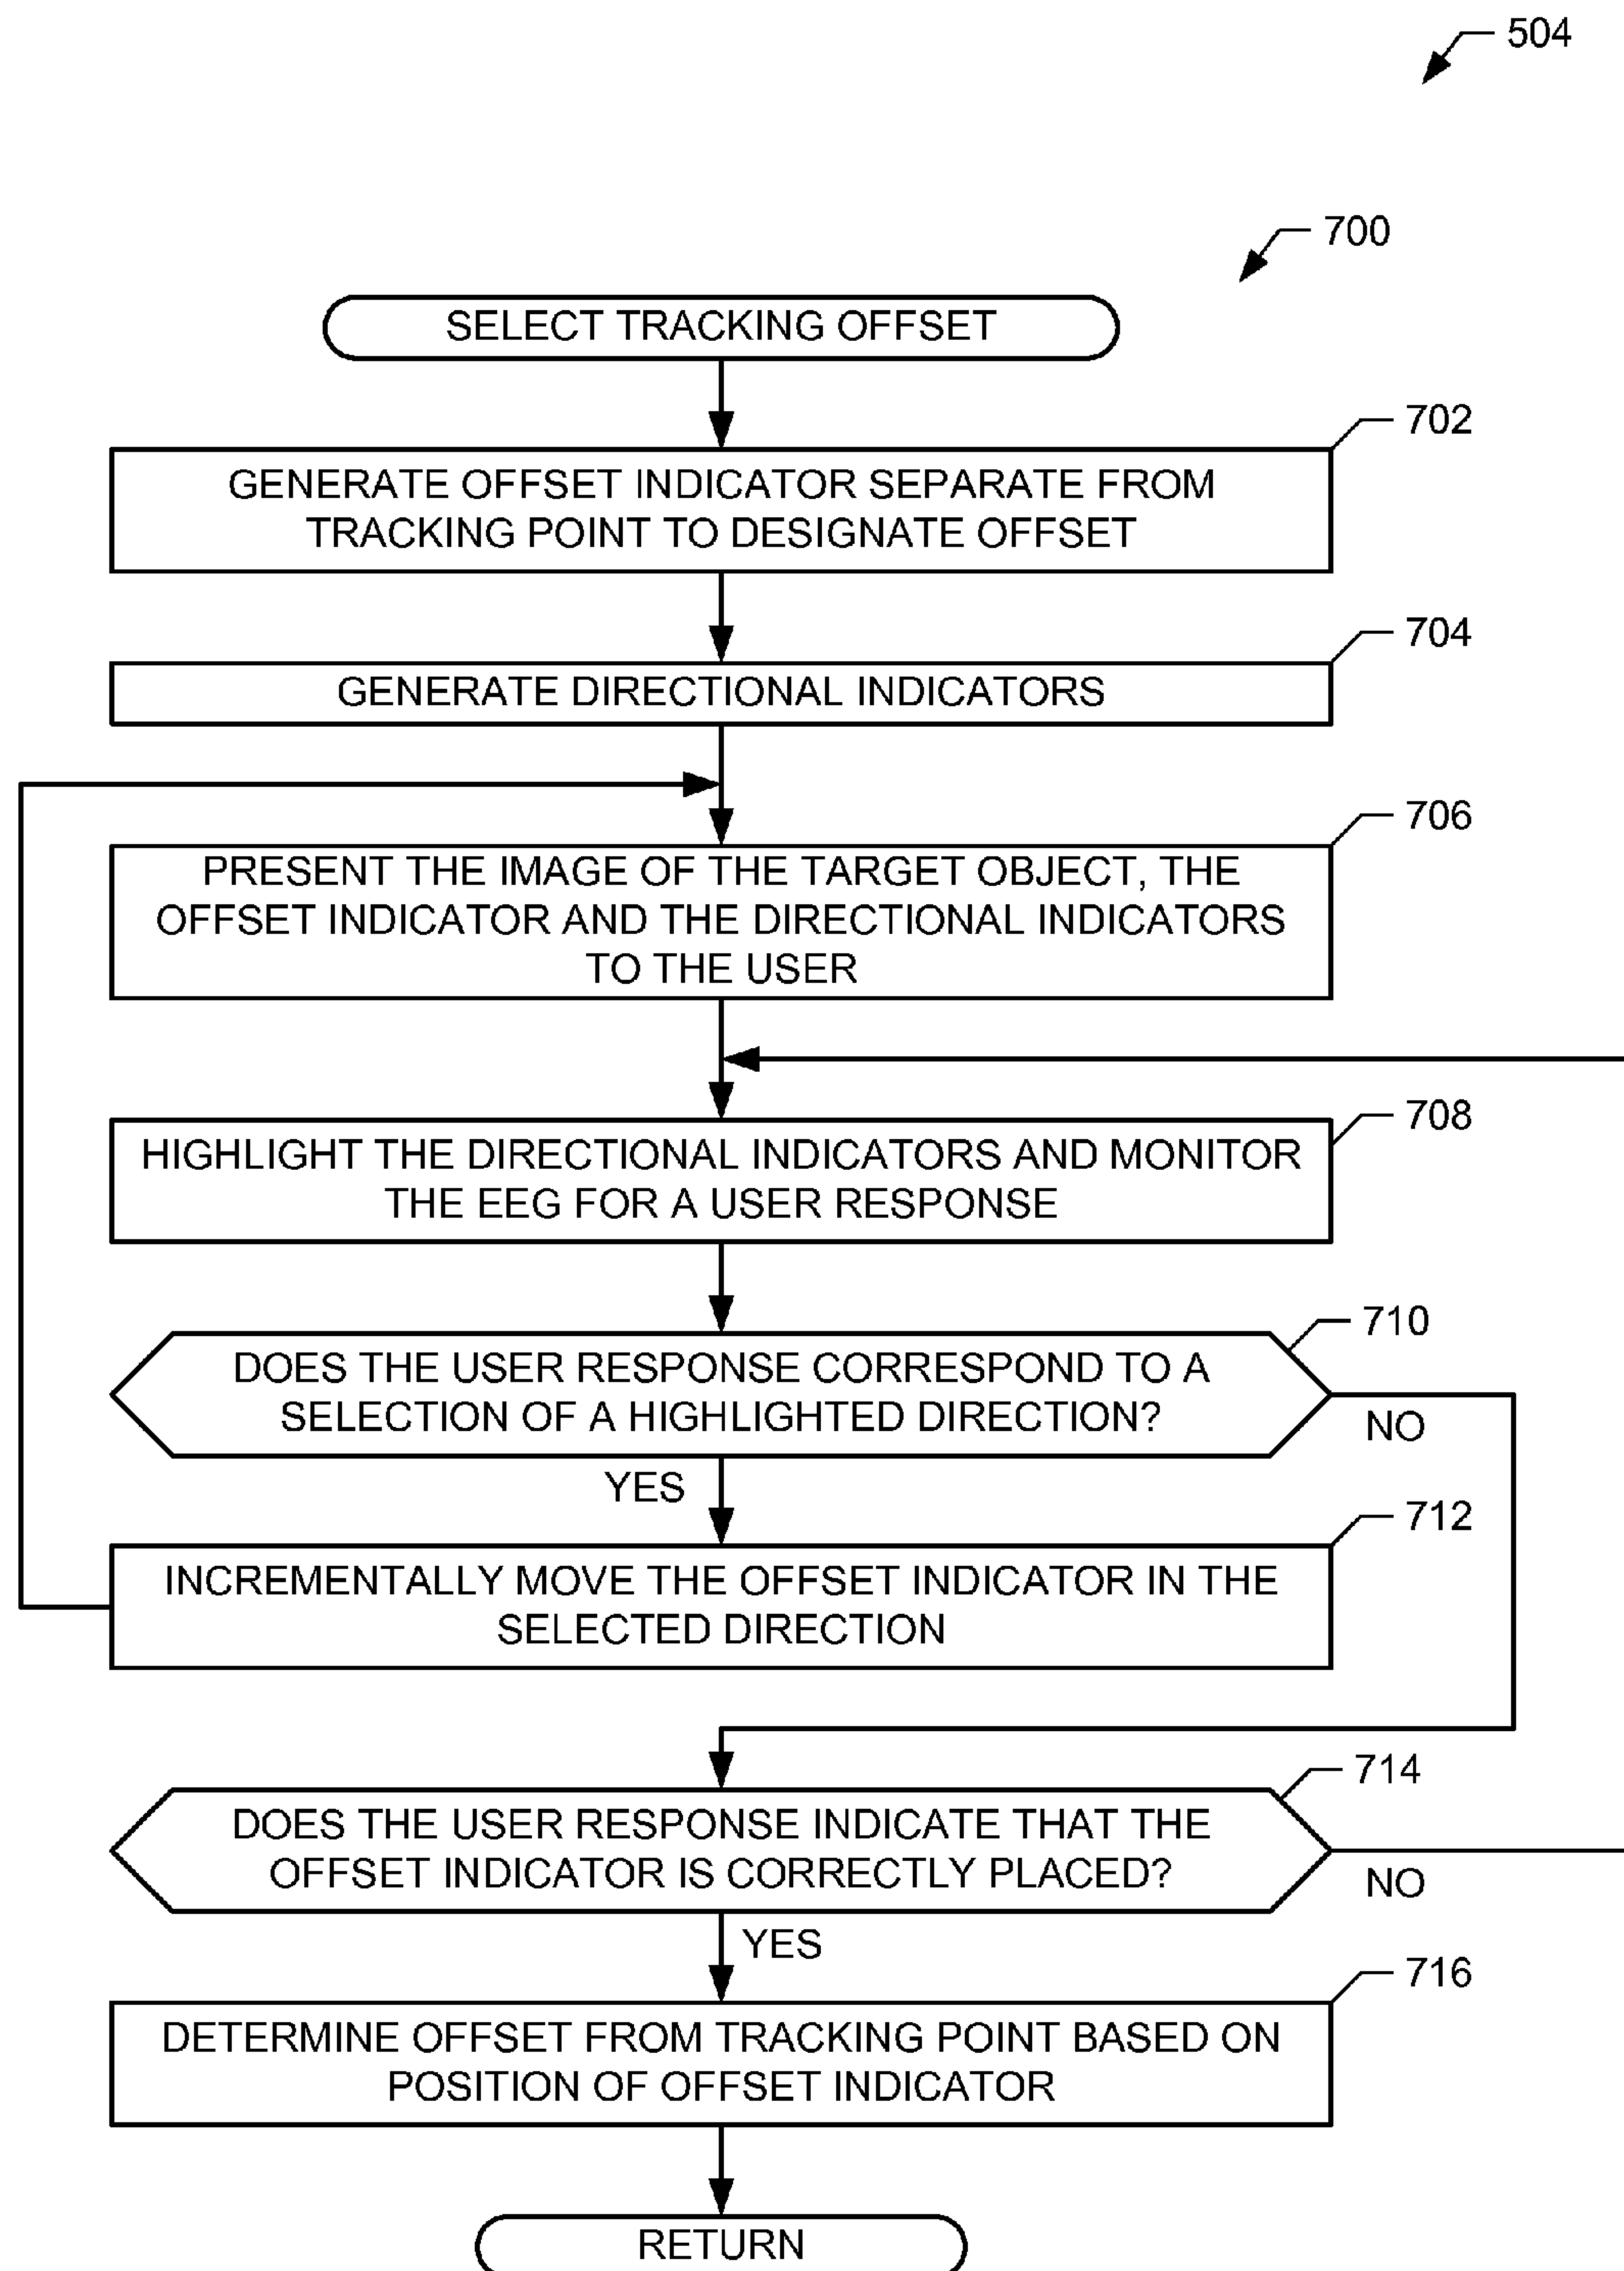 504
700
SELECT TRACKING OFFSET
702
GENERATE OFFSET INDICATOR SEPARATE FROM
TRACKING POINT TO DESIGNATE OFFSET
704
GENERATE DIRECTIONAL INDICATORS
706
PRESENT THE IMAGE OF THE TARGET OBJECT, THE
OFFSET INDICATOR AND THE DIRECTIONAL INDICATORS
TO THE USER
708
HIGHLIGHT THE DIRECTIONAL INDICATORS AND MONITOR
THE EEG FOR A USER RESPONSE
710
DOES THE USER RESPONSE CORRESPOND TO A
SELECTION OF A HIGHLIGHTED DIRECTION?
NO
YES
712
INCREMENTALLY MOVE THE OFFSET INDICATOR IN THE
SELECTED DIRECTION
714
DOES THE USER RESPONSE INDICATE THAT THE
OFFSET INDICATOR IS CORRECTLY PLACED?
NO
YES
716
DETERMINE OFFSET FROM TRACKING POINT BASED ON
POSITION OF OFFSET INDICATOR
RETURN